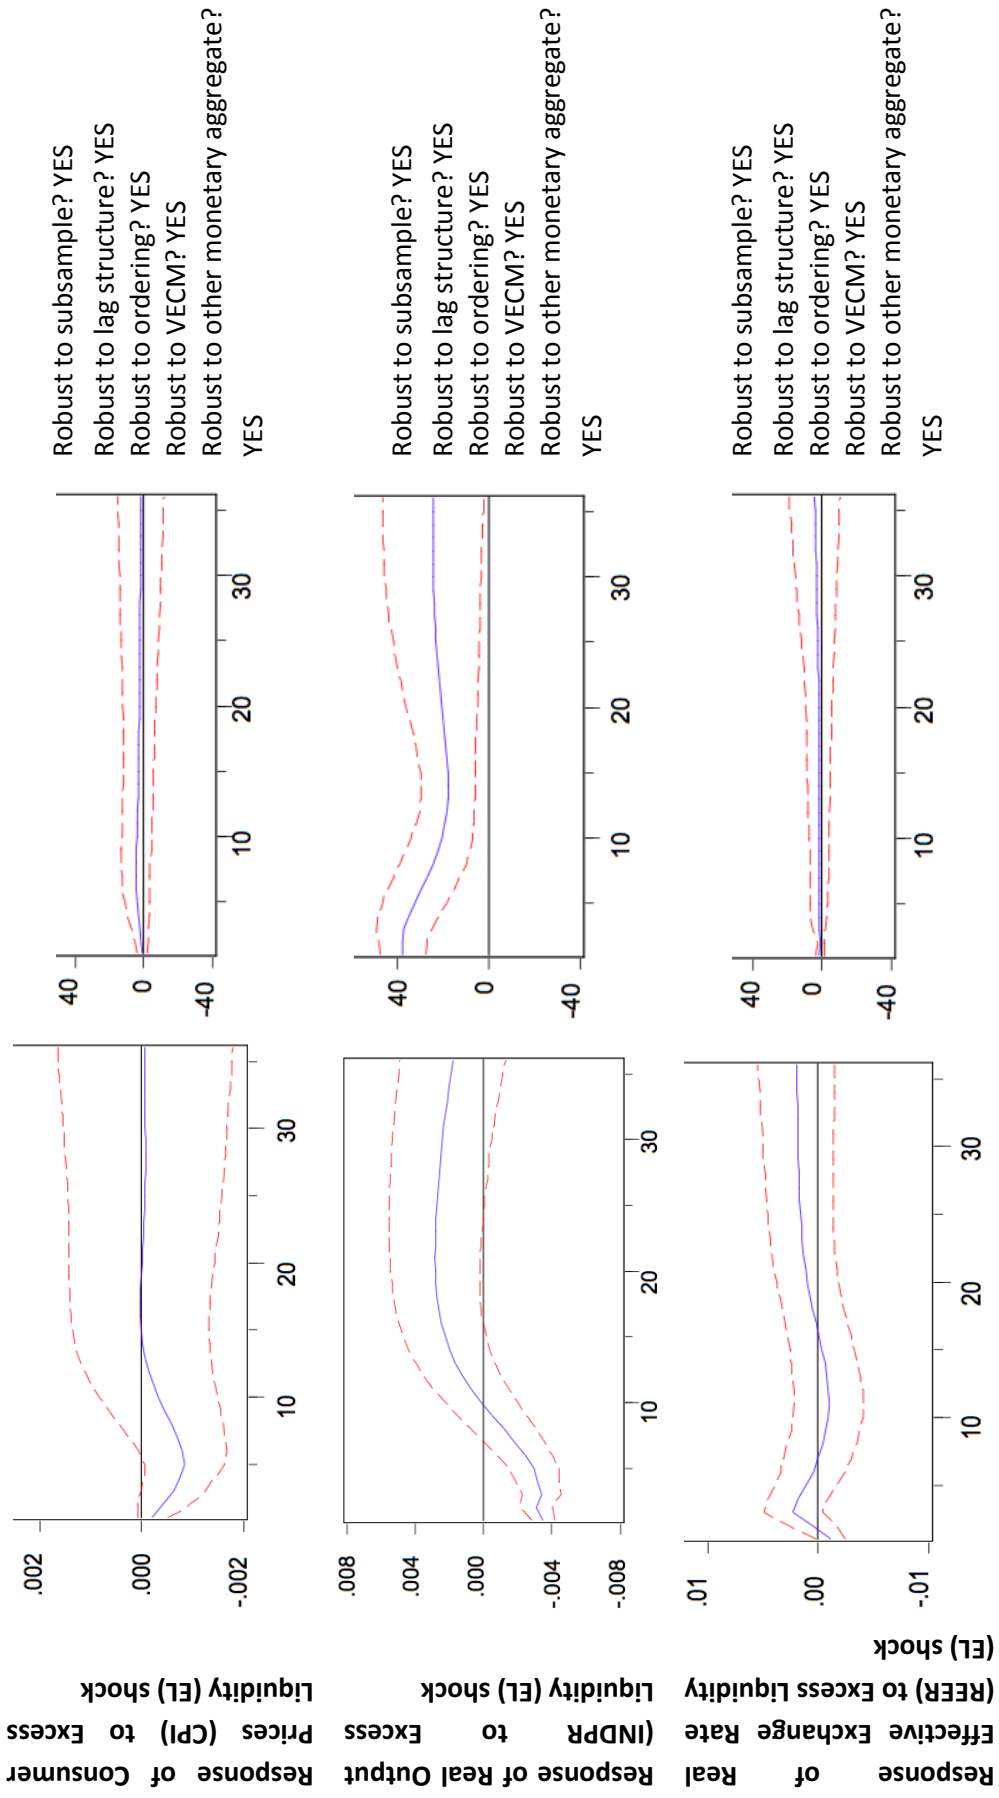 Response of Consumer
Prices (CPI) to Excess
Liquidity (EL) shock
.002
.000
-.002
10 20 30
40
0
-40
10 20 30
Robust to subsample? YES
Robust to lag structure? YES
Robust to ordering? YES
Robust to VECM? YES
Robust to other monetary aggregate?
YES
Response of Real Output
(INDPR to Excess
Liquidity (EL) shock
.008
.004
.000
-.004
-.008
10 20 30
40
0
-40
10 20 30
Robust to subsample? YES
Robust to lag structure? YES
Robust to ordering? YES
Robust to VECM? YES
Robust to other monetary aggregate?
YES
Response of Real
Effective Exchange Rate
(REER) to Excess Liquidity
(EL) shock
.01
.00
-.01
10 20 30
40
0
-40
10 20 30
Robust to subsample? YES
Robust to lag structure? YES
Robust to ordering? YES
Robust to VECM? YES
Robust to other monetary aggregate?
YES